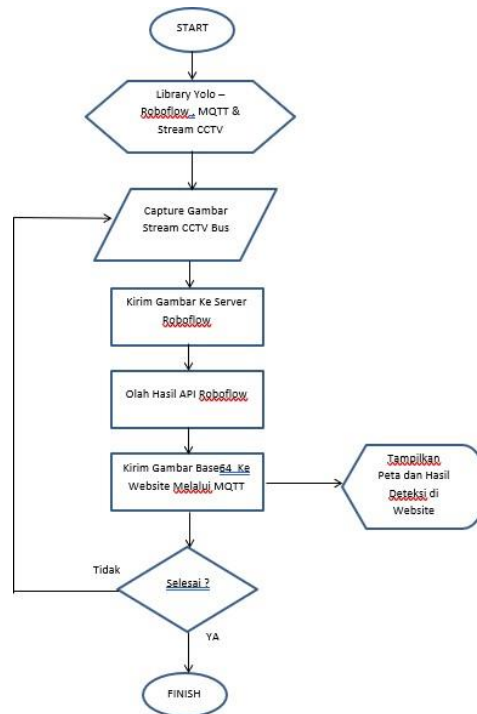 START
Library Yolo –
Roboflow, MQTT &
Stream CCTV
Capture Gambar
Stream CCTV Bus
Kirim Gambar Ke Server
Roboflow
Olah Hasil API Roboflow
Kirim Gambar Base64 Ke
Website Melalui MQTT
Tampilkan
Peta dan Hasil
Deteksi di
Website
Tidak
Selesai ?
YA
FINISH